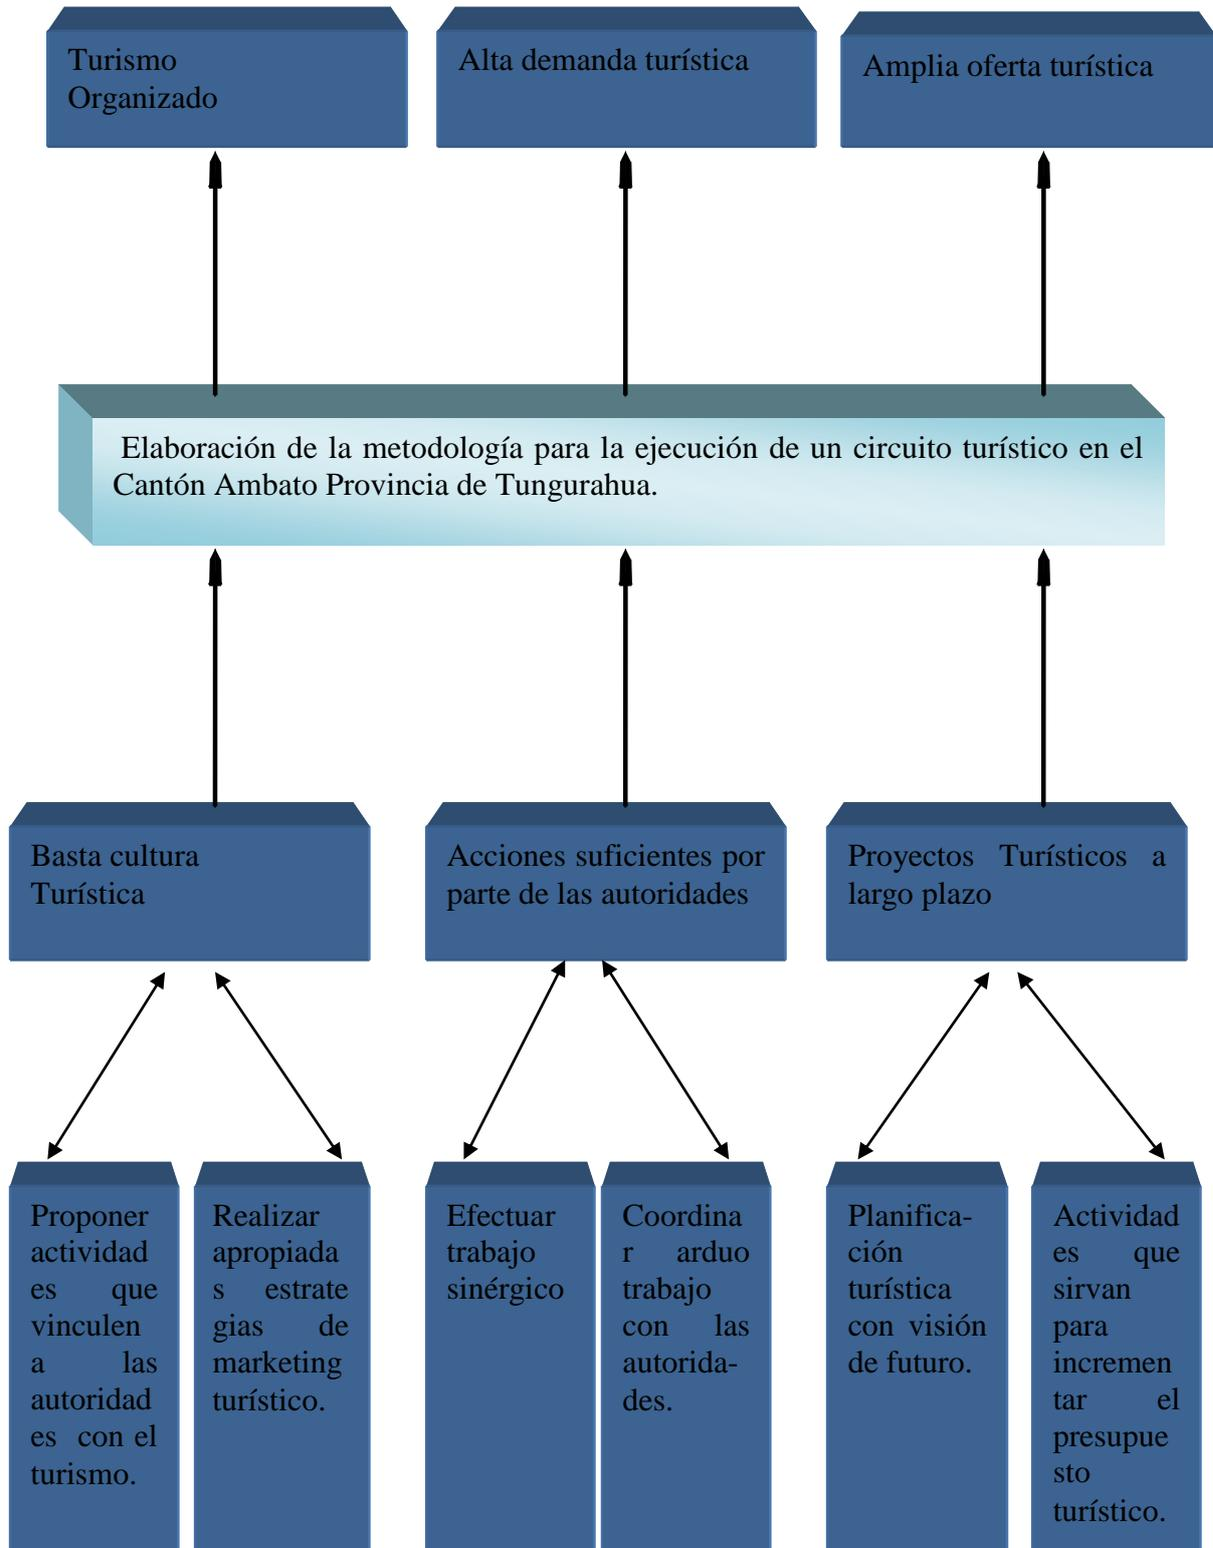 Turismo
Organizado
Alta demanda turística
Amplia oferta turística
Elaboración de la metodología para la ejecución de un circuito turístico en el
Cantón Ambato Provincia de Tungurahua.
Basta cultura
Turística
Acciones suficientes por
parte de las autoridades
Proyectos Turísticos a
largo plazo
Proponer
actividad
es que
vinculen
a las
autoridad
es con el
turismo.
Realizar
apropiada
s estrate
gias de
marketing
turístico.
Efectuar
trabajo
sinérgico
Coordina
r arduo
trabajo
con las
autorida-
des.
Planifica-
ción
turística
con visión
de futuro.
Actividad
es que
sirvan
para
incremen
tar el
presupue
sto
turístico.